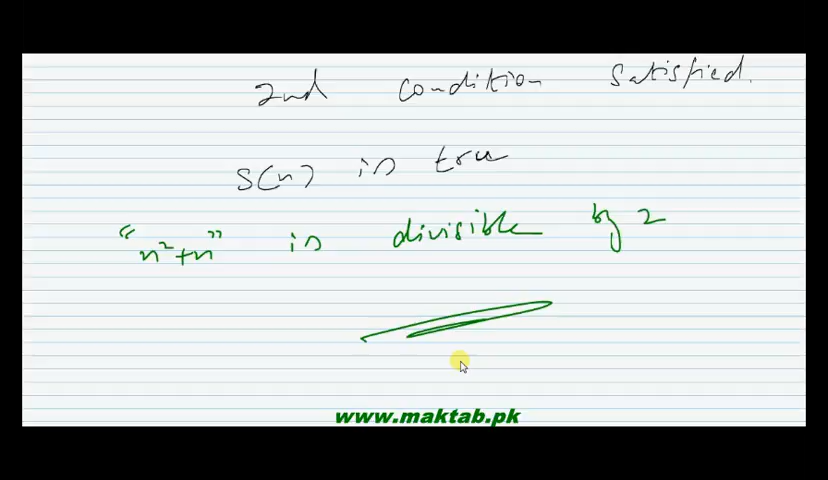 2nd condition satisfied.
S(n) is true
"n²+n" is divisible by 2
www.maktab.pk